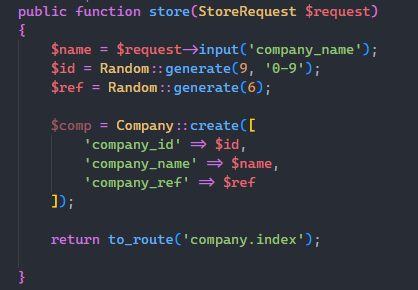 public function store(StoreRequest $request)
{
    $name = $request->input('company_name');
    $id = Random::generate(9, '0-9');
    $ref = Random::generate(6);

    $comp = Company::create([
        'company_id' => $id,
        'company_name' => $name,
        'company_ref' => $ref
    ]);

    return to_route('company.index');

}